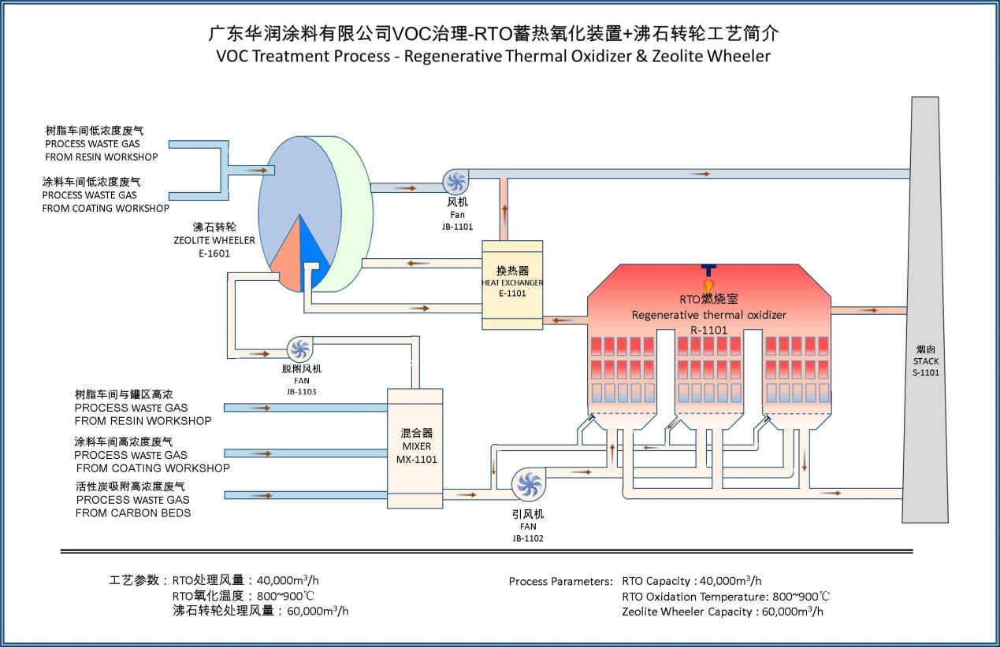 广东华润涂料有限公司VOC治理-RTO蓄热氧化装置+沸石转轮工艺简介
VOC Treatment Process - Regenerative Thermal Oxidizer & Zeolite Wheeler
树脂车间低浓度废气
PROCESS WASTE GAS
FROM RESIN WORKSHOP
涂料车间低浓度废气
PROCESS WASTE GAS
FROM COATING WORKSHOP
沸石转轮
ZEOLITE WHEELER
E-1601
风机
Fan
JB-1101
换热器
HEAT EXCHANGER
E-1101
RTO燃烧室
Regenerative thermal oxidizer
R-1101
烟囱
STACK
S-1101
脱附风机
FAN
JB-1103
树脂车间与罐区高浓
PROCESS WASTE GAS
FROM RESIN WORKSHOP
涂料车间高浓度废气
PROCESS WASTE GAS
FROM COATING WORKSHOP
活性炭吸附高浓度废气
PROCESS WASTE GAS
FROM CARBON BEDS
混合器
MIXER
MX-1101
引风机
FAN
JB-1102
工艺参数：RTO处理风量：40,000m³/h
RTO氧化温度：800~900℃
沸石转轮处理风量：60,000m³/h
Process Parameters: RTO Capacity : 40,000m³/h
RTO Oxidation Temperature: 800~900℃
Zeolite Wheeler Capacity : 60,000m³/h